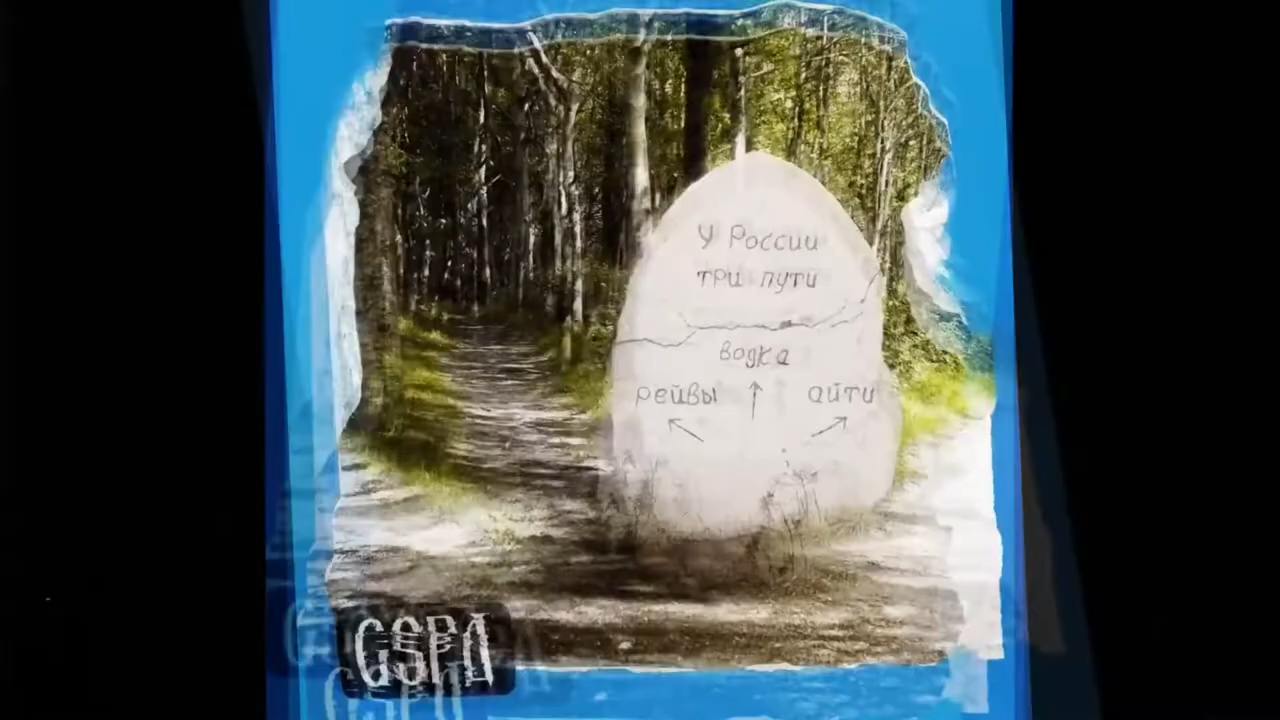 У России
три пути
водка
рейвы
айти
GSPD